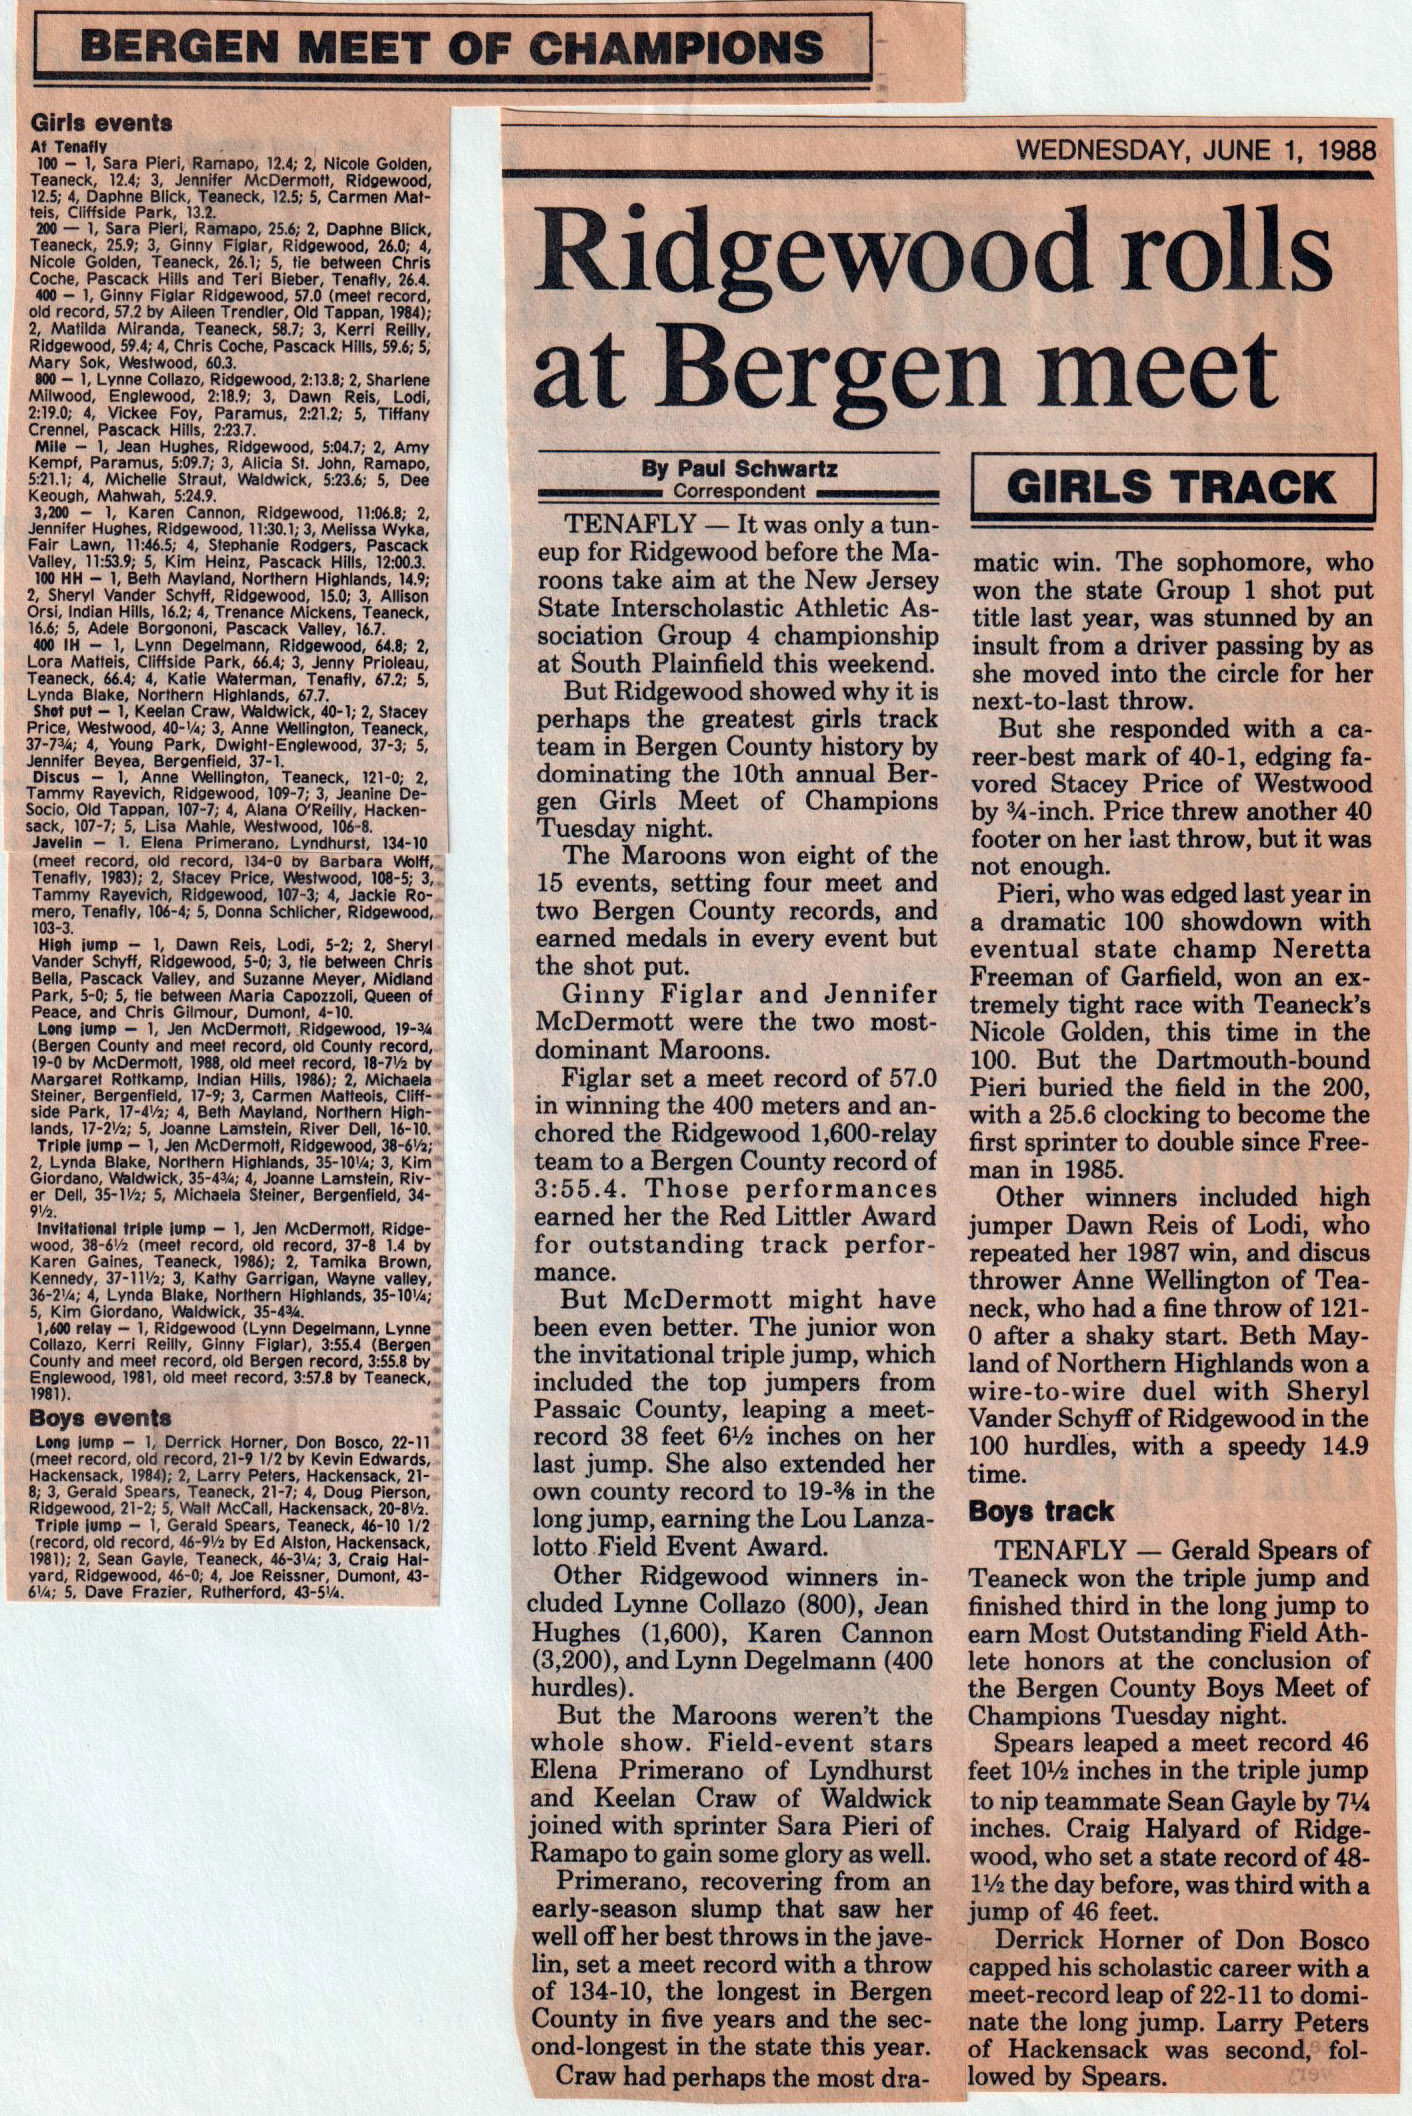 BERGEN MEET OF CHAMPIONS
Girls events
At Tenafly
100 — 1, Sara Pieri, Ramapo, 12.4; 2, Nicole Golden,
Teaneck, 12.4; 3, Jennifer McDermott, Ridgewood,
12.5; 4, Daphne Blick, Teaneck, 12.5; 5, Carmen Mat-
teis, Cliffside Park, 13.2.
200 — 1, Sara Pieri, Ramapo, 25.6; 2, Daphne Blick,
Teaneck, 25.9; 3, Ginny Figlar, Ridgewood, 26.0; 4,
Nicole Golden, Teaneck, 26.1; 5, tie between Chris
Coche, Pascack Hills and Teri Bieber, Tenafly, 26.4.
400 — 1, Ginny Figlar Ridgewood, 57.0 (meet record,
old record, 57.2 by Aileen Trendler, Old Tappan, 1984);
2, Matilda Miranda, Teaneck, 58.7; 3, Kerri Reilly,
Ridgewood, 59.4; 4, Chris Coche, Pascack Hills, 59.6; 5,
Mary Sok, Westwood, 60.3.
800 — 1, Lynne Collazo, Ridgewood, 2:13.8; 2, Sharlene
Milwood, Englewood, 2:18.9; 3, Dawn Reis, Lodi,
2:19.0; 4, Vickee Foy, Paramus, 2:21.2; 5, Tiffany
Crennel, Pascack Hills, 2:23.7.
Mile — 1, Jean Hughes, Ridgewood, 5:04.7; 2, Amy
Kempf, Paramus, 5:09.7; 3, Alicia St. John, Ramapo,
5:21.1; 4, Michelle Straut, Waldwick, 5:23.6; 5, Dee
Keough, Mahwah, 5:24.9.
3,200 — 1, Karen Cannon, Ridgewood, 11:06.8; 2,
Jennifer Hughes, Ridgewood, 11:30.1; 3, Melissa Wyka,
Fair Lawn, 11:46.5; 4, Stephanie Rodgers, Pascack
Valley, 11:53.9; 5, Kim Heinz, Pascack Hills, 12:00.3.
100 HH — 1, Beth Mayland, Northern Highlands, 14.9;
2, Sheryl Vander Schyff, Ridgewood, 15.0; 3, Allison
Orsi, Indian Hills, 16.2; 4, Trenance Mickens, Teaneck,
16.6; 5, Adele Borgononi, Pascack Valley, 16.7.
400 IH — 1, Lynn Degelmann, Ridgewood, 64.8; 2,
Lora Matteis, Cliffside Park, 66.4; 3, Jenny Prioleau,
Teaneck, 66.4; 4, Katie Waterman, Tenafly, 67.2; 5,
Lynda Blake, Northern Highlands, 67.7.
Shot put — 1, Keelan Craw, Waldwick, 40-1; 2, Stacey
Price, Westwood, 40-¼; 3, Anne Wellington, Teaneck,
37-7¾; 4, Young Park, Dwight-Englewood, 37-3; 5,
Jennifer Beyea, Bergenfield, 37-1.
Discus — 1, Anne Wellington, Teaneck, 121-0; 2,
Tammy Rayevich, Ridgewood, 109-7; 3, Jeanine De-
Socio, Old Tappan, 107-7; 4, Alana O'Reilly, Hacken-
sack, 107-7; 5, Lisa Mahle, Westwood, 106-8.
Javelin — 1, Elena Primerano, Lyndhurst, 134-10
(meet record, old record, 134-0 by Barbara Wolff,
Tenafly, 1983); 2, Stacey Price, Westwood, 108-5; 3,
Tammy Rayevich, Ridgewood, 107-3; 4, Jackie Ro-
mero, Tenafly, 106-4; 5, Donna Schlicher, Ridgewood,
103-3.
High jump — 1, Dawn Reis, Lodi, 5-2; 2, Sheryl
Vander Schyff, Ridgewood, 5-0; 3, tie between Chris
Bella, Pascack Valley, and Suzanne Meyer, Midland
Park, 5-0; 5, tie between Maria Capozzoli, Queen of
Peace, and Chris Gilmour, Dumont, 4-10.
Long jump — 1, Jen McDermott, Ridgewood, 19-¾
(Bergen County and meet record, old County record,
19-0 by McDermott, 1988, old meet record, 18-7½ by
Margaret Rottkamp, Indian Hills, 1986); 2, Michaela
Steiner, Bergenfield, 17-9; 3, Carmen Matteois, Cliff-
side Park, 17-4½; 4, Beth Mayland, Northern High-
lands, 17-2½; 5, Joanne Lamstein, River Dell, 16-10.
Triple jump — 1, Jen McDermott, Ridgewood, 38-6½;
2, Lynda Blake, Northern Highlands, 35-10¼; 3, Kim
Giordano, Waldwick, 35-4¾; 4, Joanne Lamstein, Riv-
er Dell, 35-1½; 5, Michaela Steiner, Bergenfield, 34-
9½.
Invitational triple jump — 1, Jen McDermott, Ridge-
wood, 38-6½ (meet record, old record, 37-8 1.4 by
Karen Gaines, Teaneck, 1986); 2, Tamika Brown,
Kennedy, 37-11½; 3, Kathy Garrigan, Wayne valley,
36-2¼; 4, Lynda Blake, Northern Highlands, 35-10¼;
5, Kim Giordano, Waldwick, 35-4¾.
1,600 relay — 1, Ridgewood (Lynn Degelmann, Lynne
Collazo, Kerri Reilly, Ginny Figlar), 3:55.4 (Bergen
County and meet record, old Bergen record, 3:55.8 by
Englewood, 1981, old meet record, 3:57.8 by Teaneck,
1981).
Boys events
Long jump — 1, Derrick Horner, Don Bosco, 22-11
(meet record, old record, 21-9 1/2 by Kevin Edwards,
Hackensack, 1984); 2, Larry Peters, Hackensack, 21-
8; 3, Gerald Spears, Teaneck, 21-7; 4, Doug Pierson,
Ridgewood, 21-2; 5, Walt McCall, Hackensack, 20-8½.
Triple jump — 1, Gerald Spears, Teaneck, 46-10 1/2
(record, old record, 46-9½ by Ed Alston, Hackensack,
1981); 2, Sean Gayle, Teaneck, 46-3¼; 3, Craig Hal-
yard, Ridgewood, 46-0; 4, Joe Reissner, Dumont, 43-
6¼; 5, Dave Frazier, Rutherford, 43-5¼.
WEDNESDAY, JUNE 1, 1988
Ridgewood rolls
at Bergen meet
By Paul Schwartz
Correspondent
TENAFLY — It was only a tun-
eup for Ridgewood before the Ma-
roons take aim at the New Jersey
State Interscholastic Athletic As-
sociation Group 4 championship
at South Plainfield this weekend.
But Ridgewood showed why it is
perhaps the greatest girls track
team in Bergen County history by
dominating the 10th annual Ber-
gen Girls Meet of Champions
Tuesday night.
The Maroons won eight of the
15 events, setting four meet and
two Bergen County records, and
earned medals in every event but
the shot put.
Ginny Figlar and Jennifer
McDermott were the two most-
dominant Maroons.
Figlar set a meet record of 57.0
in winning the 400 meters and an-
chored the Ridgewood 1,600-relay
team to a Bergen County record of
3:55.4. Those performances
earned her the Red Littler Award
for outstanding track perfor-
mance.
But McDermott might have
been even better. The junior won
the invitational triple jump, which
included the top jumpers from
Passaic County, leaping a meet-
record 38 feet 6½ inches on her
last jump. She also extended her
own county record to 19-⅜ in the
long jump, earning the Lou Lanza-
lotto Field Event Award.
Other Ridgewood winners in-
cluded Lynne Collazo (800), Jean
Hughes (1,600), Karen Cannon
(3,200), and Lynn Degelmann (400
hurdles).
But the Maroons weren't the
whole show. Field-event stars
Elena Primerano of Lyndhurst
and Keelan Craw of Waldwick
joined with sprinter Sara Pieri of
Ramapo to gain some glory as well.
Primerano, recovering from an
early-season slump that saw her
well off her best throws in the jave-
lin, set a meet record with a throw
of 134-10, the longest in Bergen
County in five years and the sec-
ond-longest in the state this year.
Craw had perhaps the most dra-
GIRLS TRACK
matic win. The sophomore, who
won the state Group 1 shot put
title last year, was stunned by an
insult from a driver passing by as
she moved into the circle for her
next-to-last throw.
But she responded with a ca-
reer-best mark of 40-1, edging fa-
vored Stacey Price of Westwood
by ¾-inch. Price threw another 40
footer on her last throw, but it was
not enough.
Pieri, who was edged last year in
a dramatic 100 showdown with
eventual state champ Neretta
Freeman of Garfield, won an ex-
tremely tight race with Teaneck's
Nicole Golden, this time in the
100. But the Dartmouth-bound
Pieri buried the field in the 200,
with a 25.6 clocking to become the
first sprinter to double since Free-
man in 1985.
Other winners included high
jumper Dawn Reis of Lodi, who
repeated her 1987 win, and discus
thrower Anne Wellington of Tea-
neck, who had a fine throw of 121-
0 after a shaky start. Beth May-
land of Northern Highlands won a
wire-to-wire duel with Sheryl
Vander Schyff of Ridgewood in the
100 hurdles, with a speedy 14.9
time.
Boys track
TENAFLY — Gerald Spears of
Teaneck won the triple jump and
finished third in the long jump to
earn Most Outstanding Field Ath-
lete honors at the conclusion of
the Bergen County Boys Meet of
Champions Tuesday night.
Spears leaped a meet record 46
feet 10½ inches in the triple jump
to nip teammate Sean Gayle by 7¼
inches. Craig Halyard of Ridge-
wood, who set a state record of 48-
1½ the day before, was third with a
jump of 46 feet.
Derrick Horner of Don Bosco
capped his scholastic career with a
meet-record leap of 22-11 to domi-
nate the long jump. Larry Peters
of Hackensack was second, fol-
lowed by Spears.